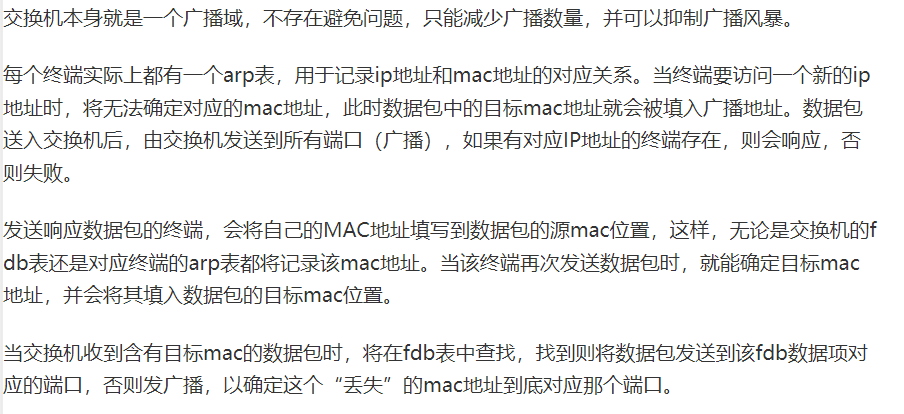 交换机本身就是一个广播域，不存在避免问题，只能减少广播数量，并可以抑制广播风暴。
每个终端实际上都有一个arp表，用于记录ip地址和mac地址的对应关系。当终端要访问一个新的ip
地址时，将无法确定对应的mac地址，此时数据包中的目标mac地址就会被填入广播地址。数据包
送入交换机后，由交换机发送到所有端口（广播），如果有对应IP地址的终端存在，则会响应，否
则失败。
发送响应数据包的终端，会将自己的MAC地址填写到数据包的源mac位置，这样，无论是交换机的f
db表还是对应终端的arp表都将记录该mac地址。当该终端再次发送数据包时，就能确定目标mac
地址，并会将其填入数据包的目标mac位置。
当交换机收到含有目标mac的数据包时，将在fdb表中查找，找到则将数据包发送到该fdb数据项对
应的端口，否则发广播，以确定这个“丢失”的mac地址到底对应那个端口。